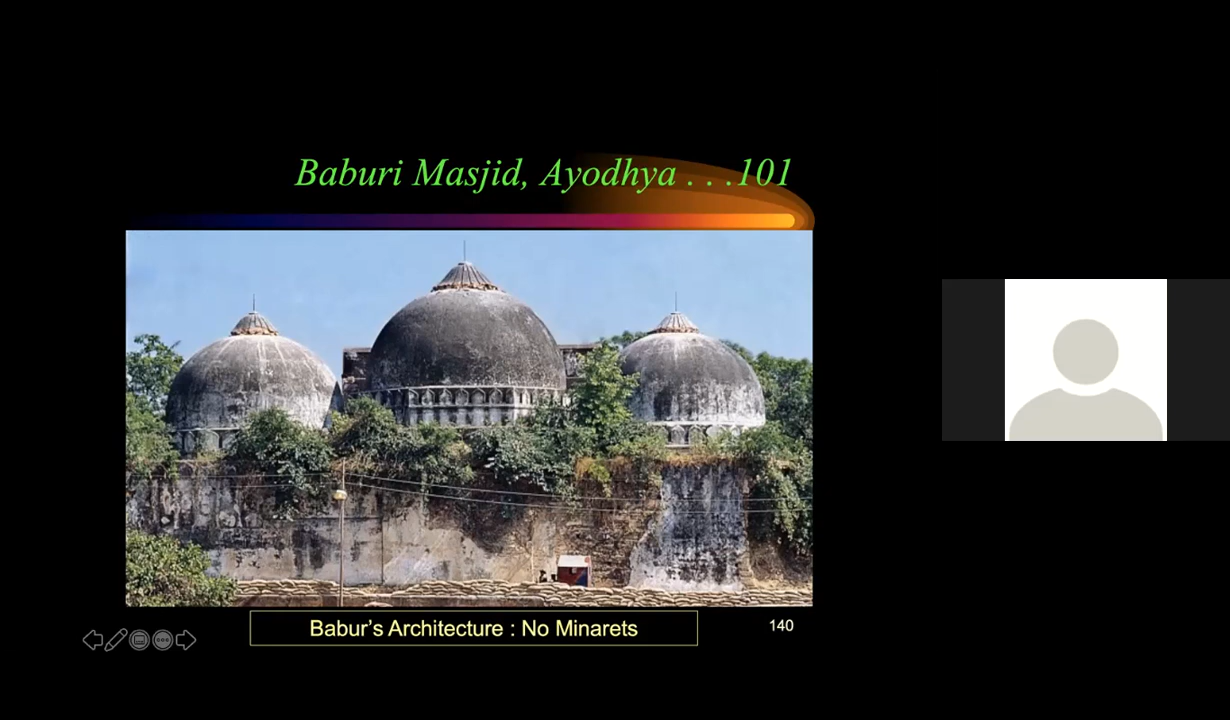 Baburi Masjid, Ayodhya . . .101
Babur's Architecture : No Minarets
140